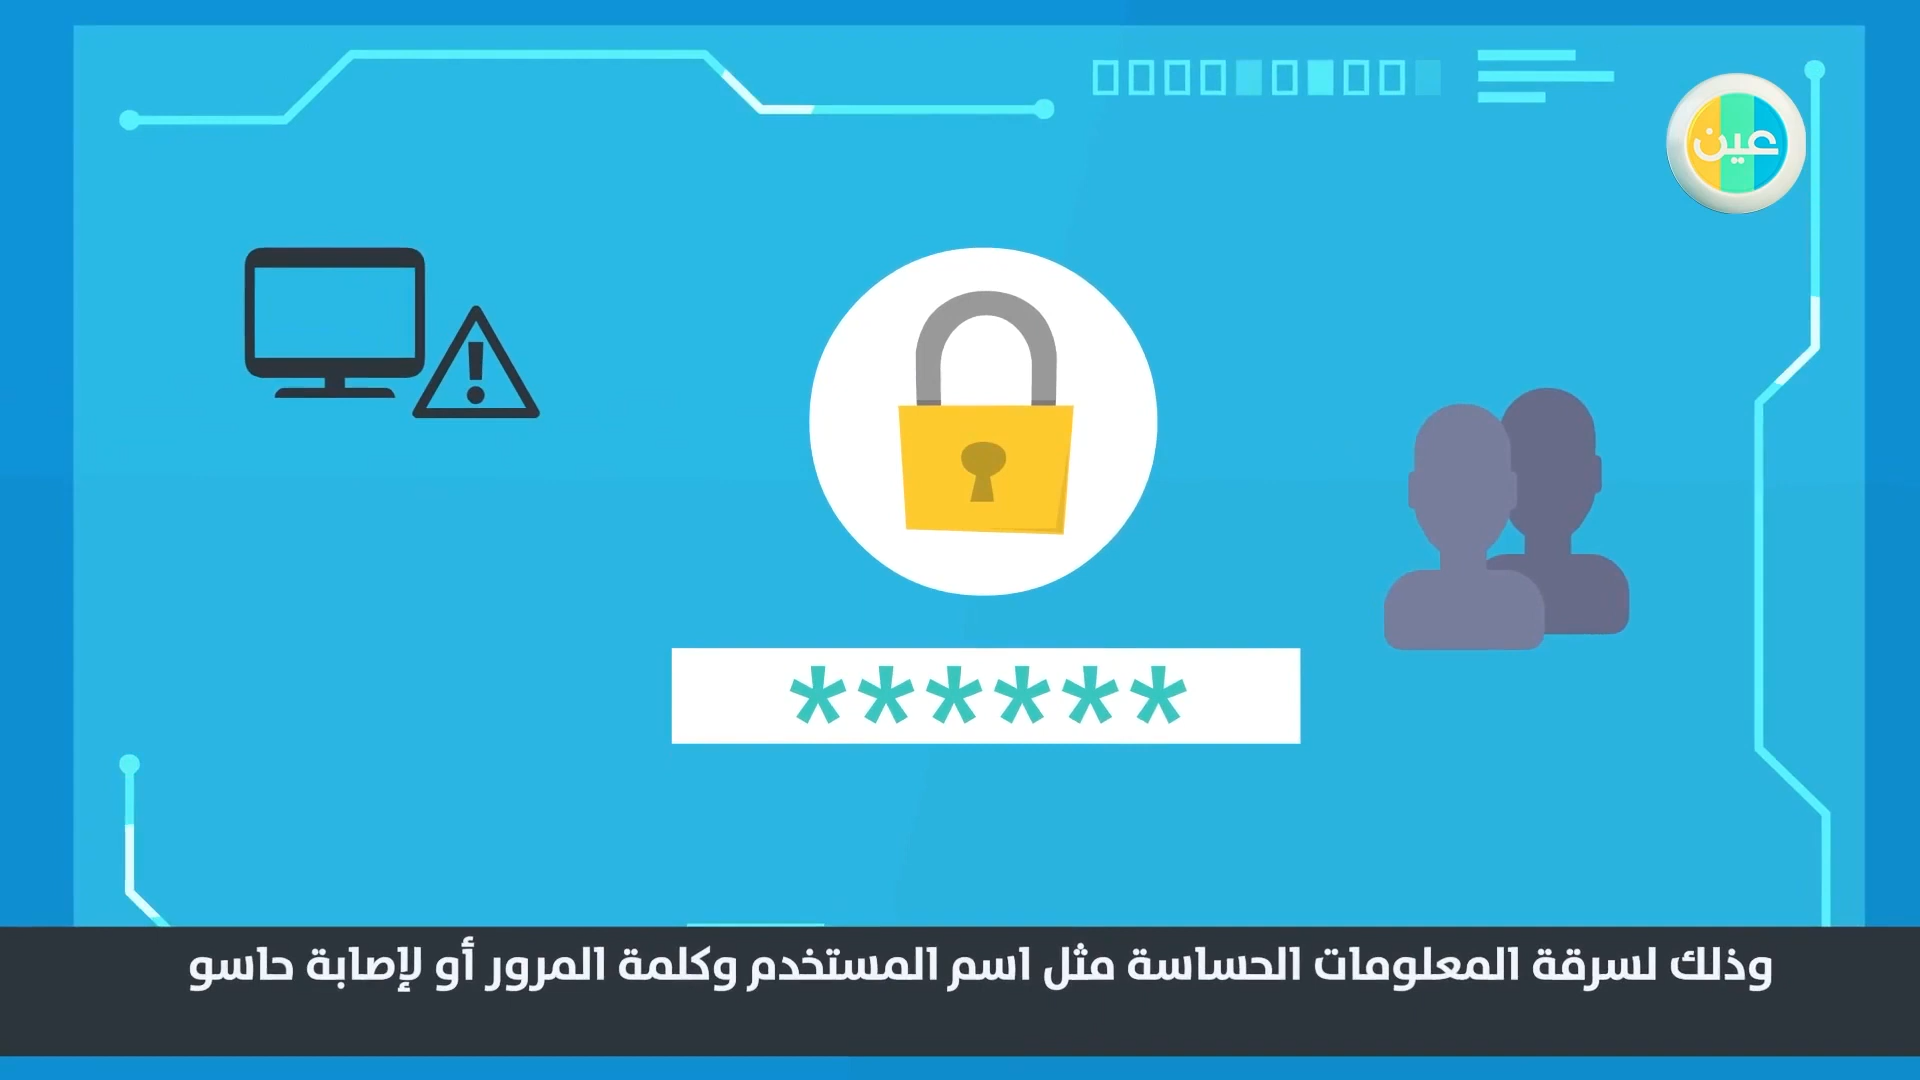 عين
******
وذلك لسرقة المعلومات الحساسة مثل اسم المستخدم وكلمة المرور أو لإصابة حاسو